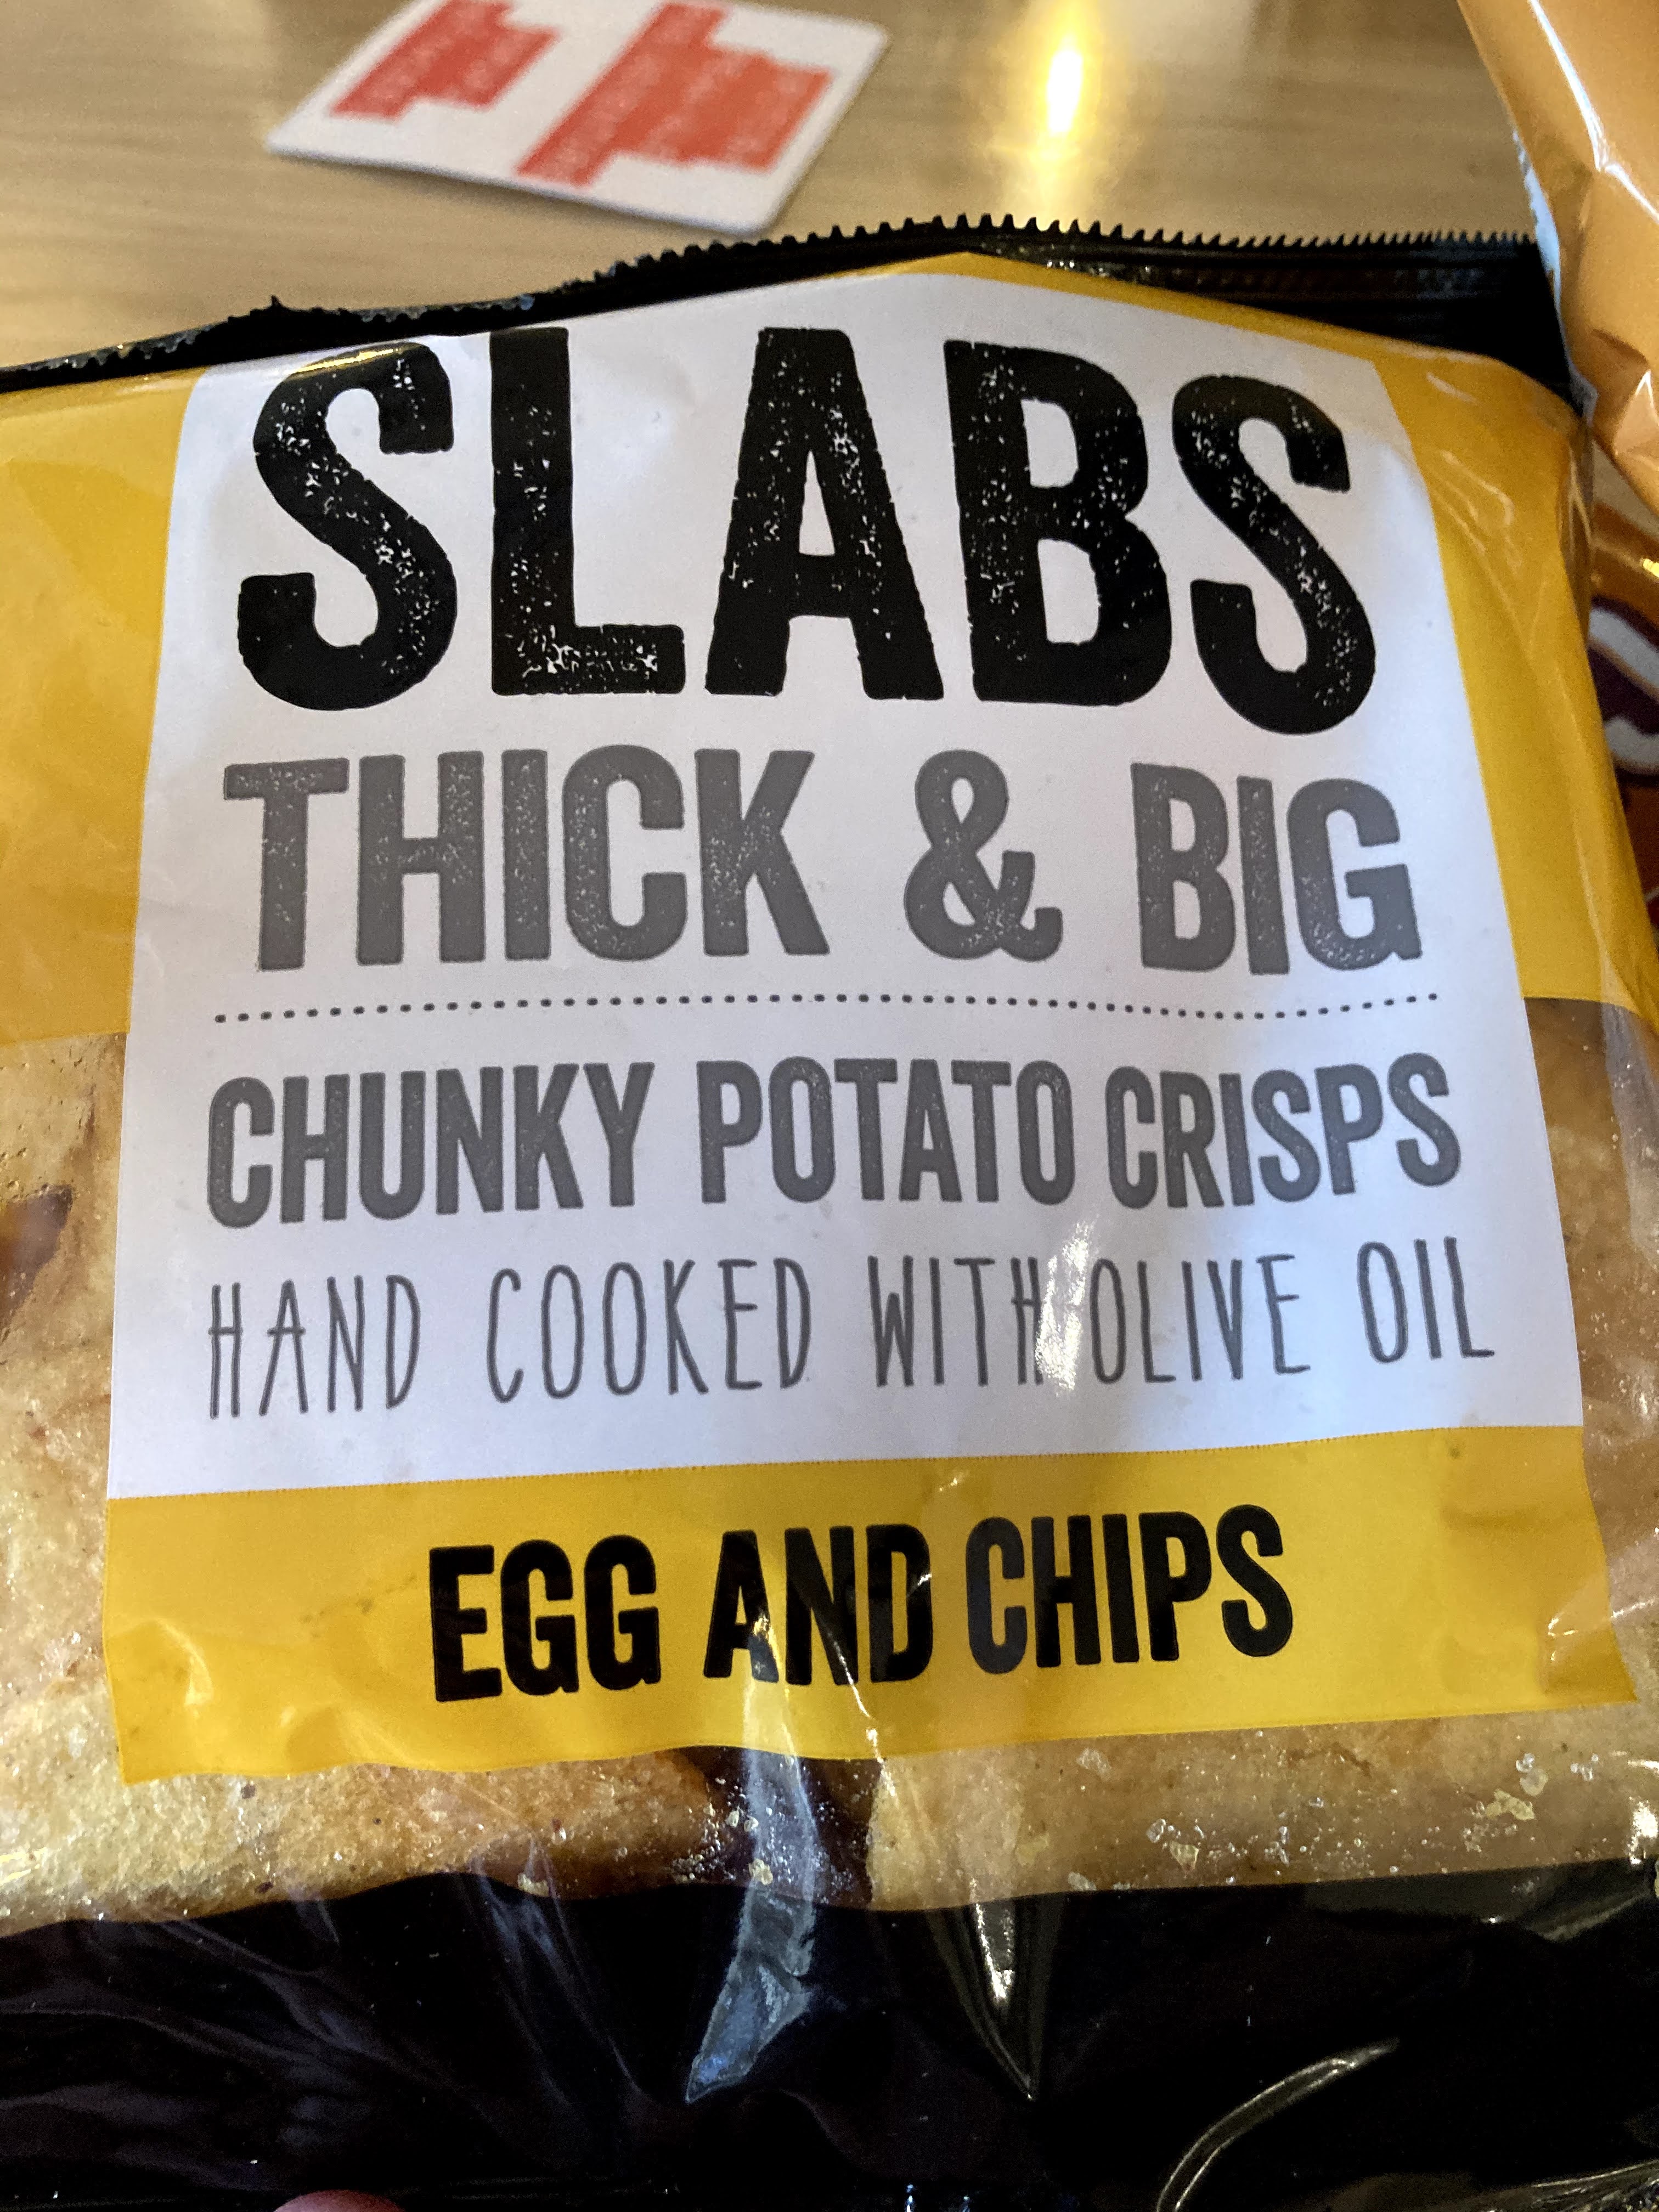 SLABS
THICK & BIG
CHUNKY POTATO CRISPS
HAND COOKED WITH OLIVE OIL
EGG AND CHIPS